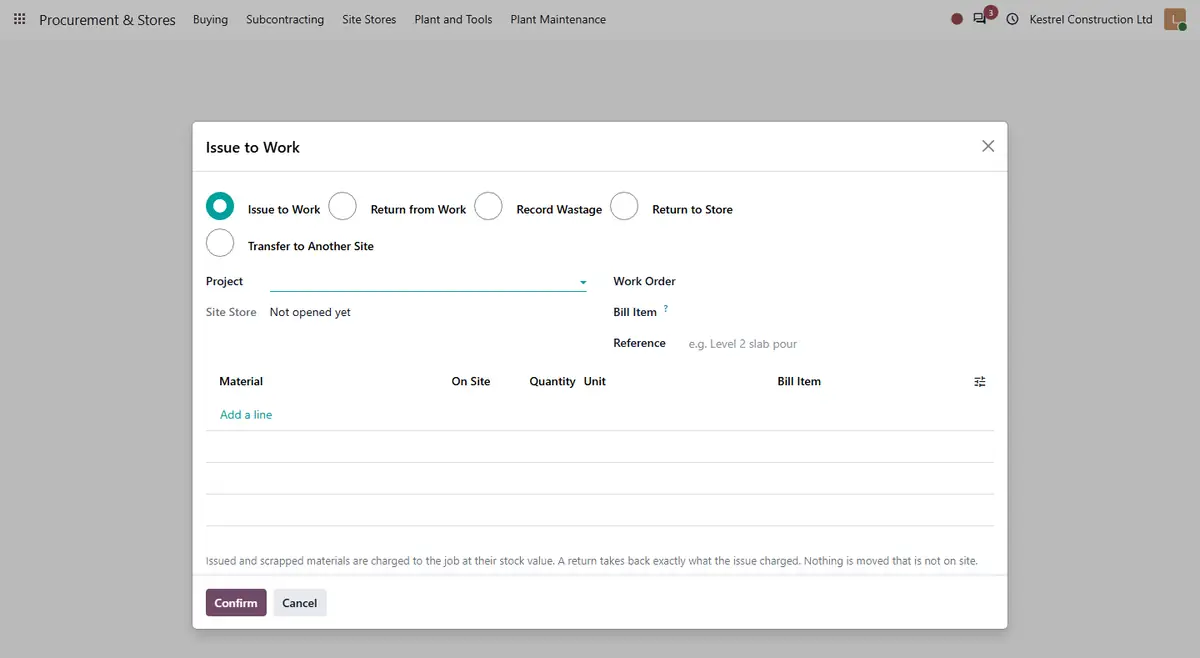 Procurement & Stores Buying Subcontracting Site Stores Plant and Tools Plant Maintenance 3 Kestrel Construction Ltd L
Issue to Work
Issue to Work Return from Work Record Wastage Return to Store
Transfer to Another Site
Project Work Order
Site Store Not opened yet Bill Item ?
Reference e.g. Level 2 slab pour
Material On Site Quantity Unit Bill Item
Add a line
Issued and scrapped materials are charged to the job at their stock value. A return takes back exactly what the issue charged. Nothing is moved that is not on site.
Confirm Cancel